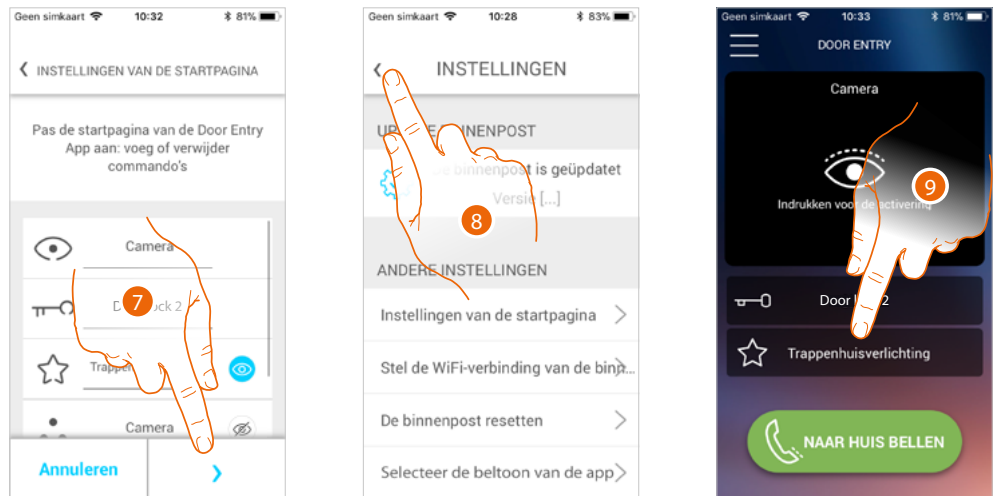 Geen simkaart 10:32 81%
INSTELLINGEN VAN DE STARTPAGINA
Pas de startpagina van de Door Entry
App aan: voeg of verwijder
commando's
Camera
ock 2
7
Camera
Annuleren
Geen simkaart 10:28 83%
INSTELLINGEN
BINNENPOST
binnenpost is geüpdatet
Versie [...]
8
ANDERE INSTELLINGEN
Instellingen van de startpagina
Stel de WiFi-verbinding van de binn...
De binnenpost resetten
Selecteer de beltoon van de app
Geen simkaart 10:33 81%
DOOR ENTRY
Camera
9
Indrukken voor de activering
Door 2
Trappenhuisverlichting
NAAR HUIS BELLEN